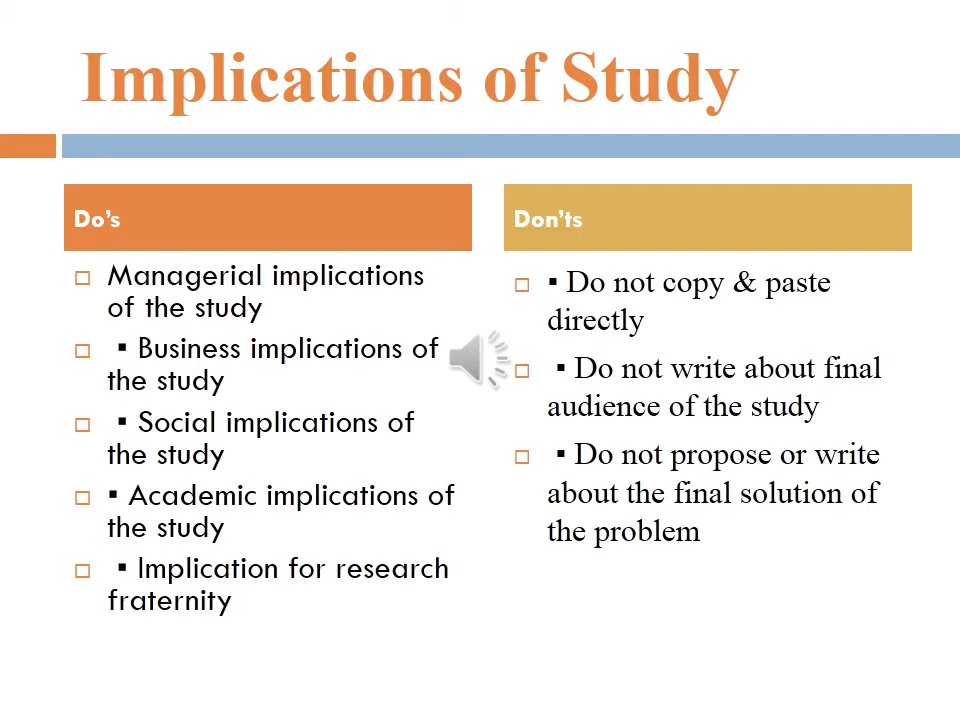 Implications of Study
Do's
Managerial implications
of the study
▪ Business implications of
the study
▪ Social implications of
the study
▪ Academic implications of
the study
▪ Implication for research
fraternity
Don'ts
▪ Do not copy & paste
directly
▪ Do not write about final
audience of the study
▪ Do not propose or write
about the final solution of
the problem